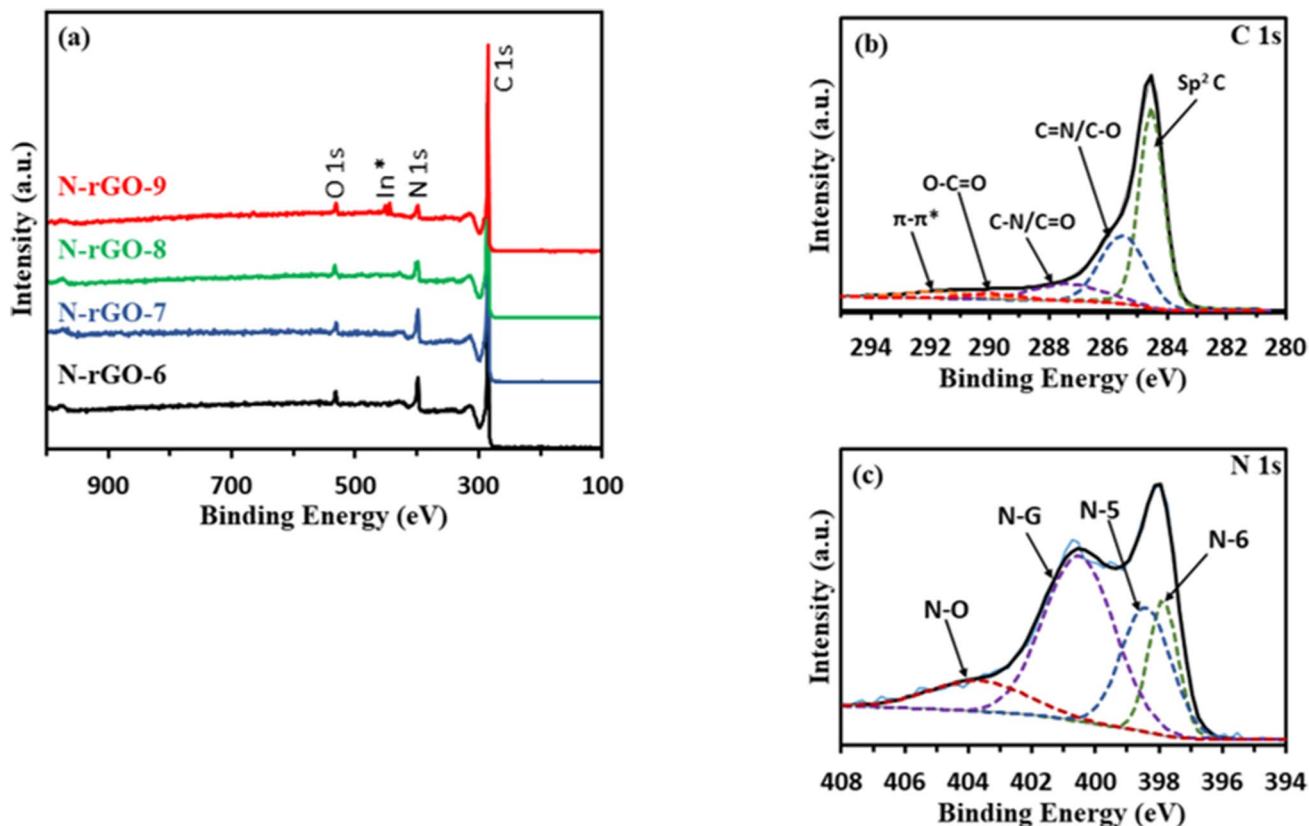 (a)
C 1s
O 1s
In*
N 1s
N-rGO-9
N-rGO-8
N-rGO-7
N-rGO-6
Intensity (a.u.)
900 700 500 300 100
Binding Energy (eV)
(b)
C 1s
Sp² C
C=N/C-O
O-C=O
π-π*
C-N/C=O
Intensity (a.u.)
294 292 290 288 286 284 282 280
Binding Energy (eV)
(c)
N 1s
N-G
N-5
N-6
N-O
Intensity (a.u.)
408 406 404 402 400 398 396 394
Binding Energy (eV)